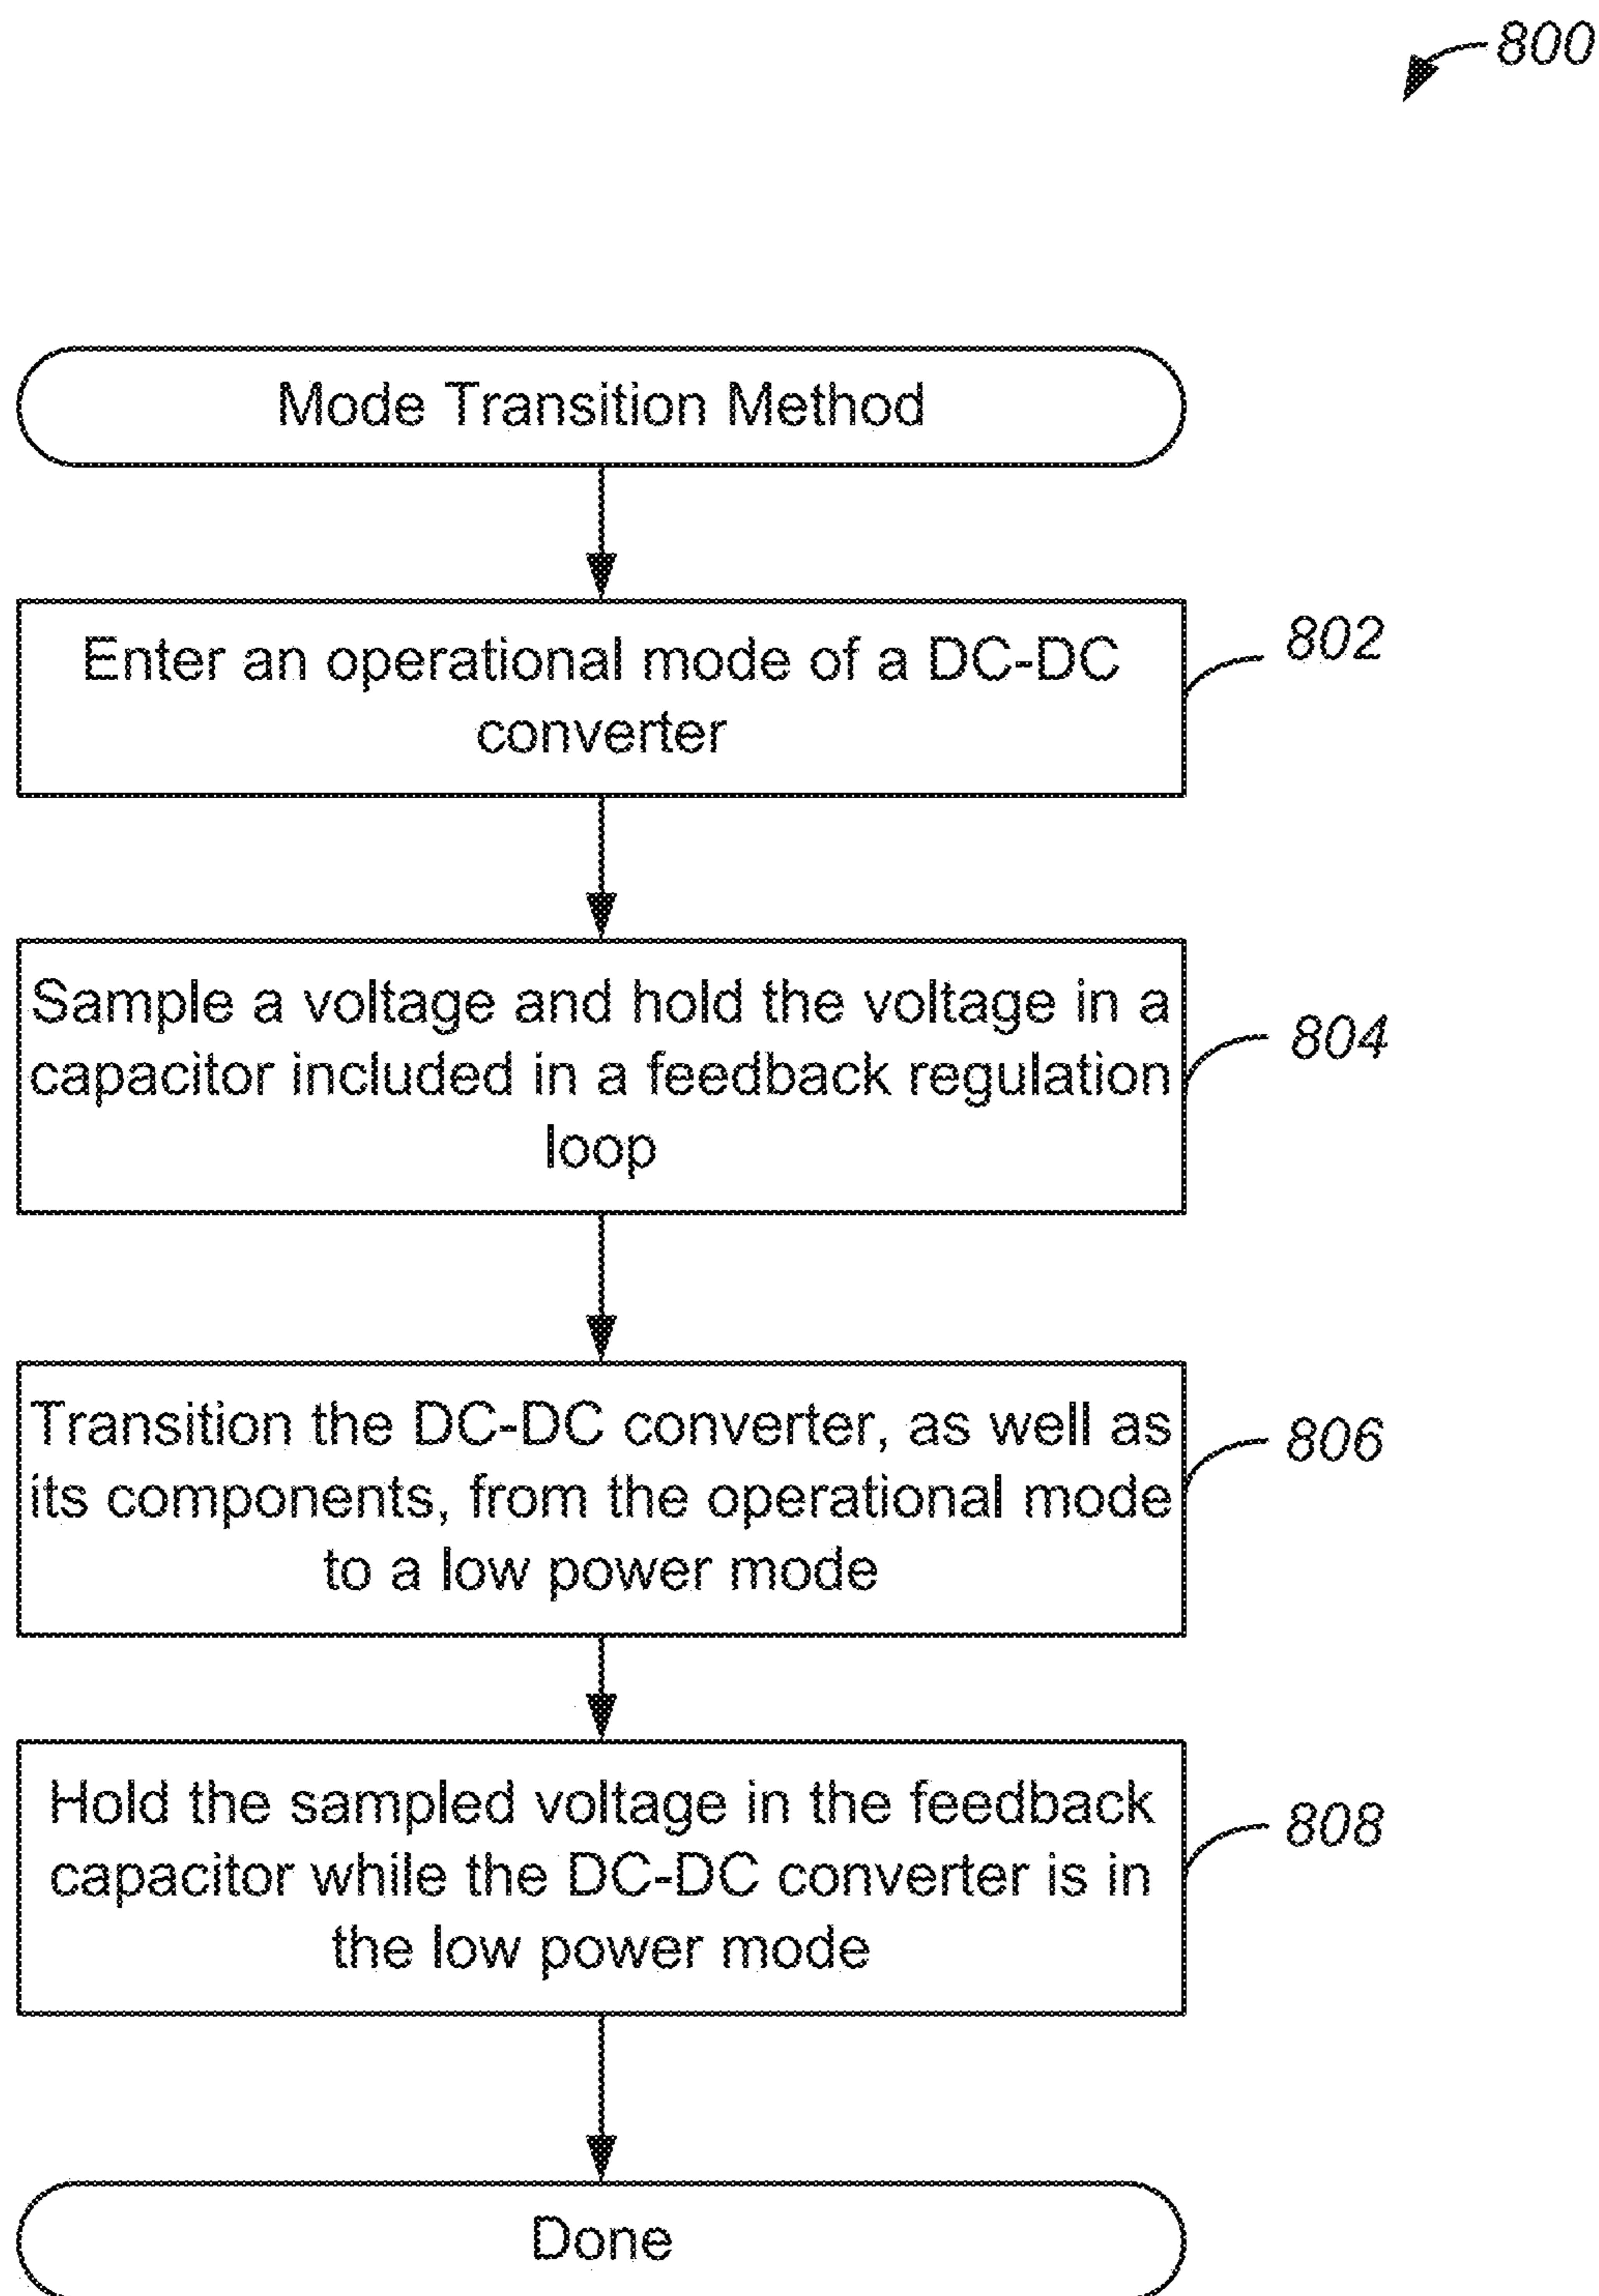 800
Mode Transition Method
Enter an operational mode of a DC-DC
converter
802
Sample a voltage and hold the voltage in a
capacitor included in a feedback regulation
loop
804
Transition the DC-DC converter, as well as
its components, from the operational mode
to a low power mode
806
Hold the sampled voltage in the feedback
capacitor while the DC-DC converter is in
the low power mode
808
Done